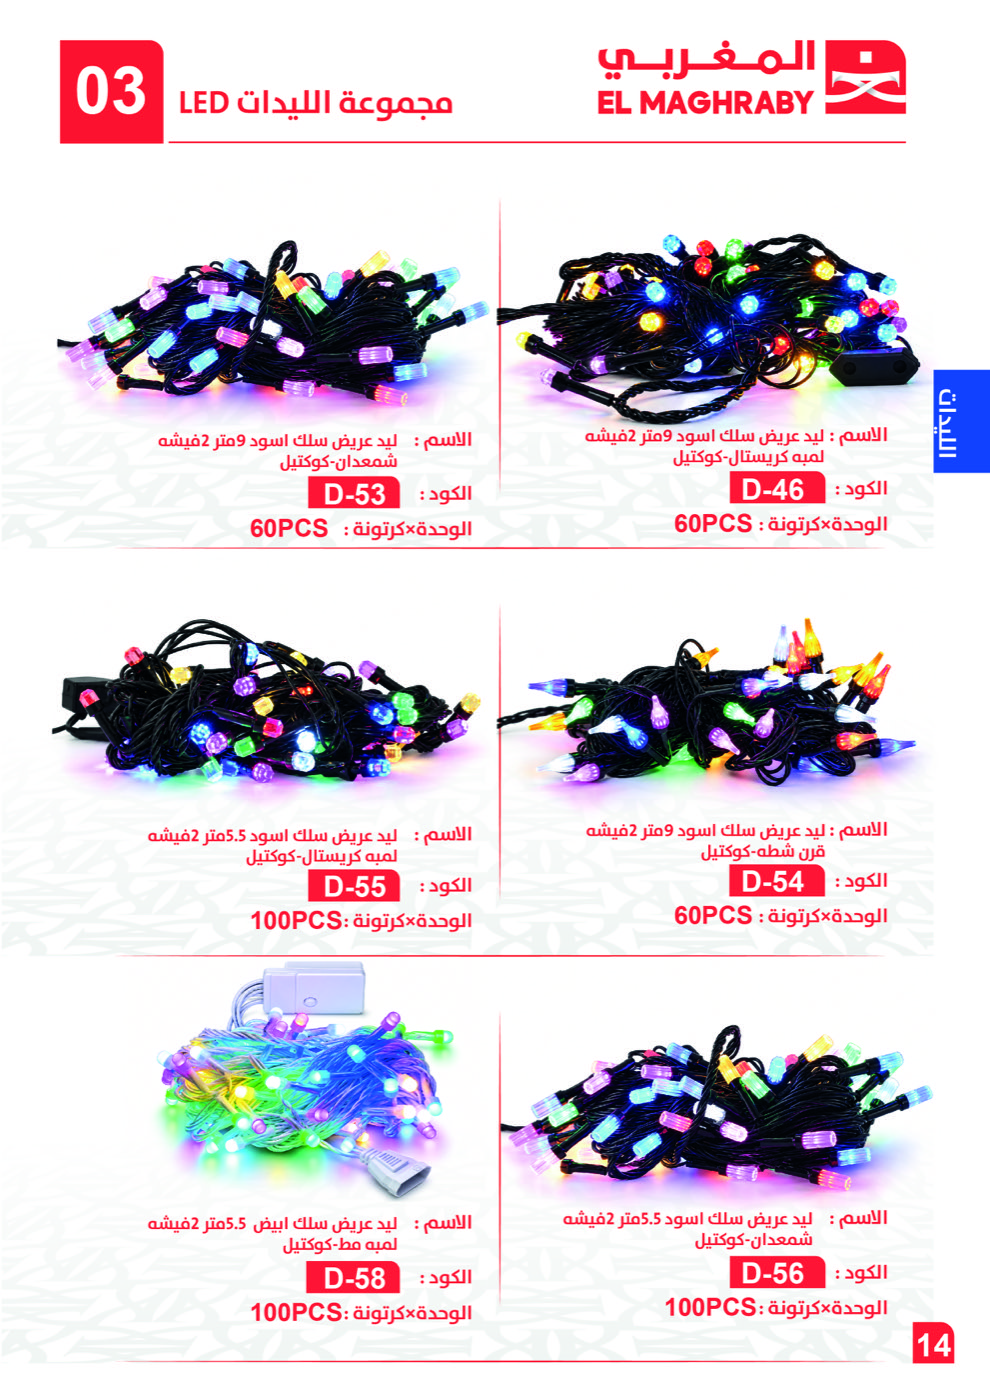 المغربي
EL MAGHRABY
مجموعة الليدات LED
03
الليدات
الاسم : ليد عريض سلك اسود 9متر 2فيشه
لمبه كريستال-كوكتيل
الكود : D-46
الوحدة×كرتونة : 60PCS
الاسم : ليد عريض سلك اسود 9متر 2فيشه
شمعدان-كوكتيل
الكود : D-53
الوحدة×كرتونة : 60PCS
الاسم : ليد عريض سلك اسود 9متر 2فيشه
قرن شطه-كوكتيل
الكود : D-54
الوحدة×كرتونة : 60PCS
الاسم : ليد عريض سلك اسود 5.5متر 2فيشه
لمبه كريستال-كوكتيل
الكود : D-55
الوحدة×كرتونة :100PCS
الاسم : ليد عريض سلك اسود 5.5متر 2فيشه
شمعدان-كوكتيل
الكود : D-56
الوحدة×كرتونة :100PCS
الاسم : ليد عريض سلك ابيض 5.5متر 2فيشه
لمبه مط-كوكتيل
الكود : D-58
الوحدة×كرتونة :100PCS
14